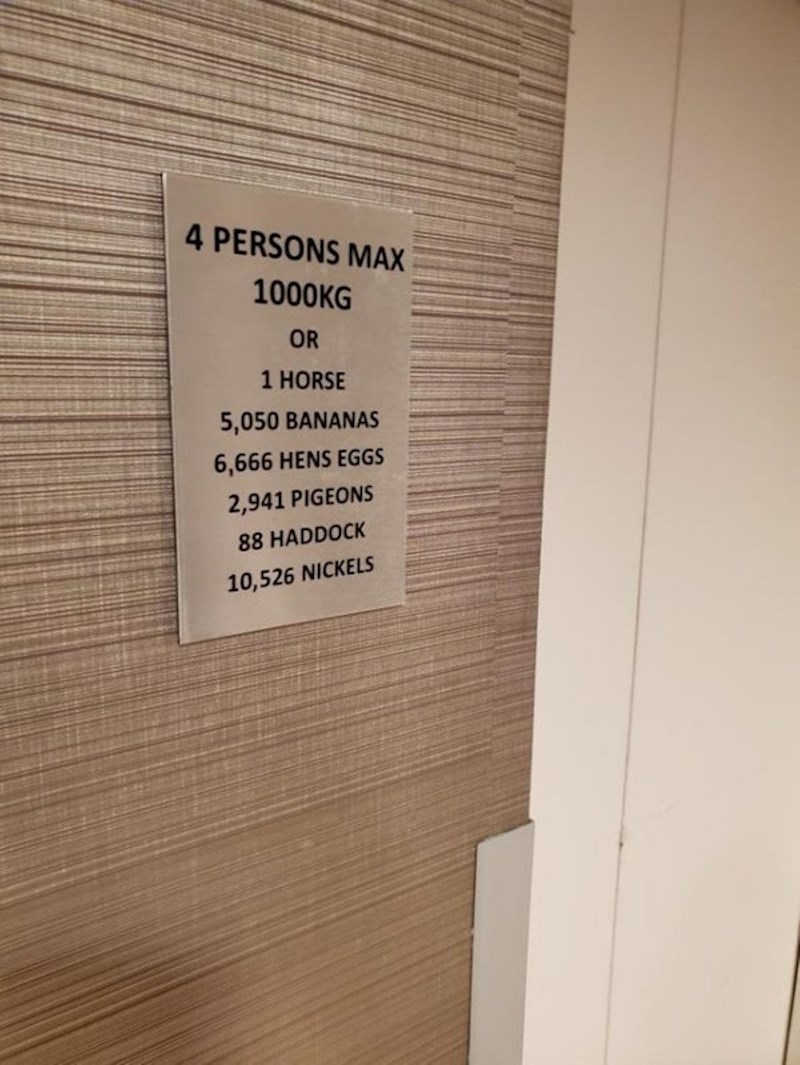 4 PERSONS MAX
1000KG
OR
1 HORSE
5,050 BANANAS
6,666 HENS EGGS
2,941 PIGEONS
88 HADDOCK
10,526 NICKELS